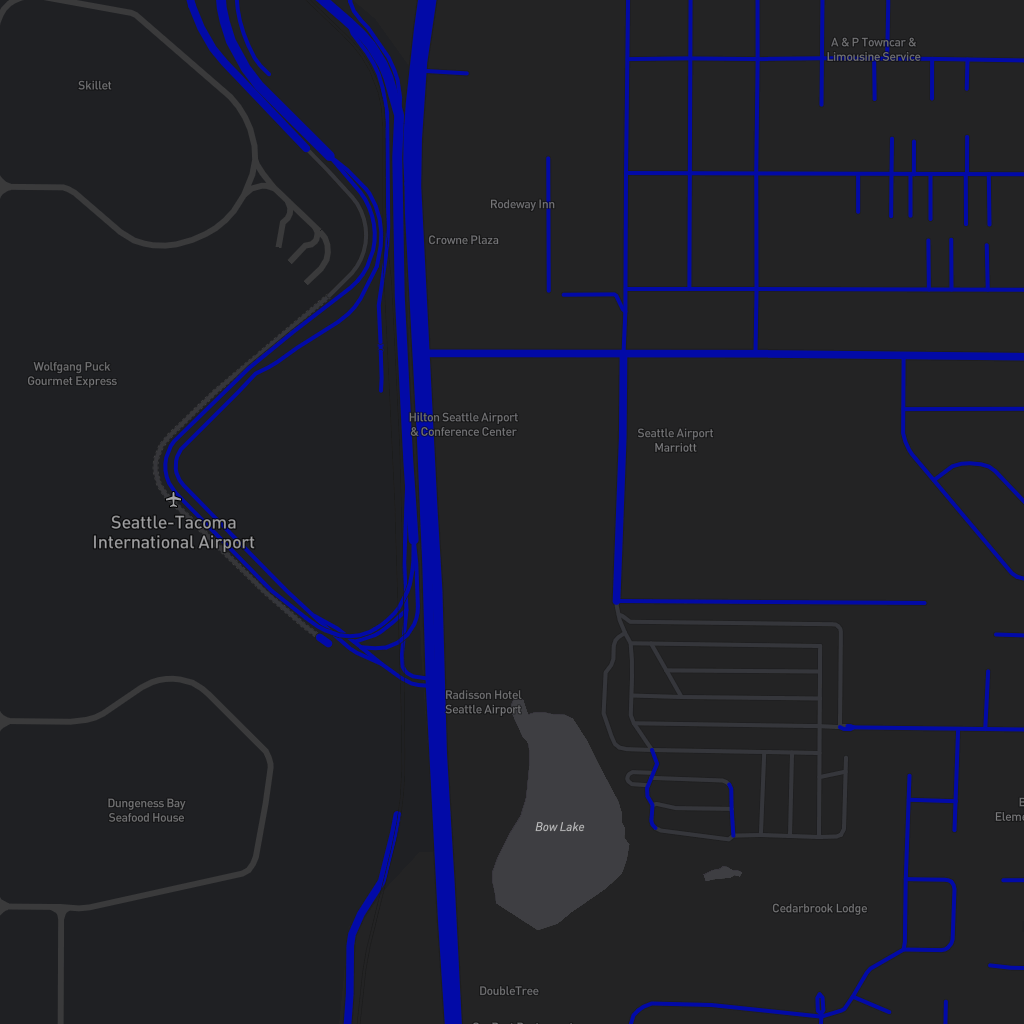 A & P Towncar &
Limousine Service
Skillet
Rodeway Inn
Crowne Plaza
Wolfgang Puck
Gourmet Express
Hilton Seattle Airport
& Conference Center
Seattle Airport
Marriott
Seattle-Tacoma
International Airport
Radisson Hotel
Seattle Airport
Dungeness Bay
Seafood House
Bow Lake
Cedarbrook Lodge
DoubleTree